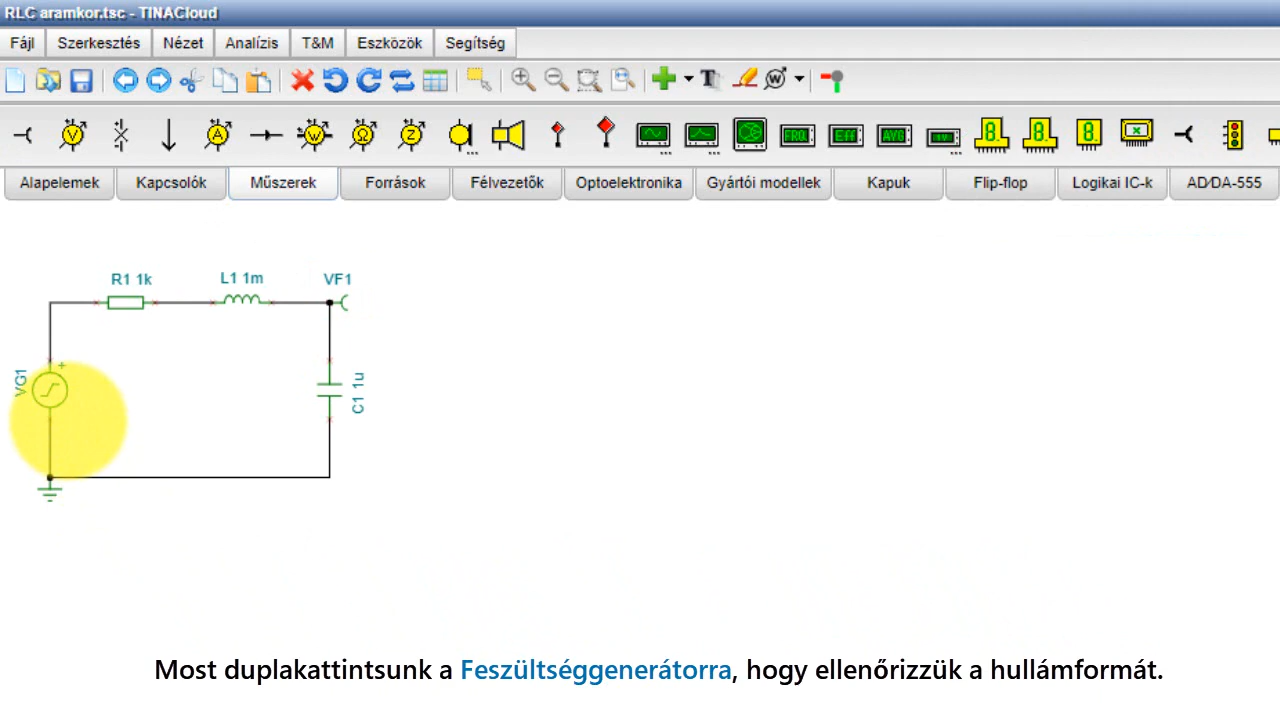 RLC aramkor.tsc - TINACloud
Fájl Szerkesztés Nézet Analízis T&M Eszközök Segítség
Alapelemek Kapcsolók Műszerek Források Félvezetők Optoelektronika Gyártói modellek Kapuk Flip-flop Logikai IC-k AD/DA-555
R1 1k L1 1m VF1
VG1
C1 1u
Most duplakattintsunk a Feszültséggenerátorra, hogy ellenőrizzük a hullámformát.